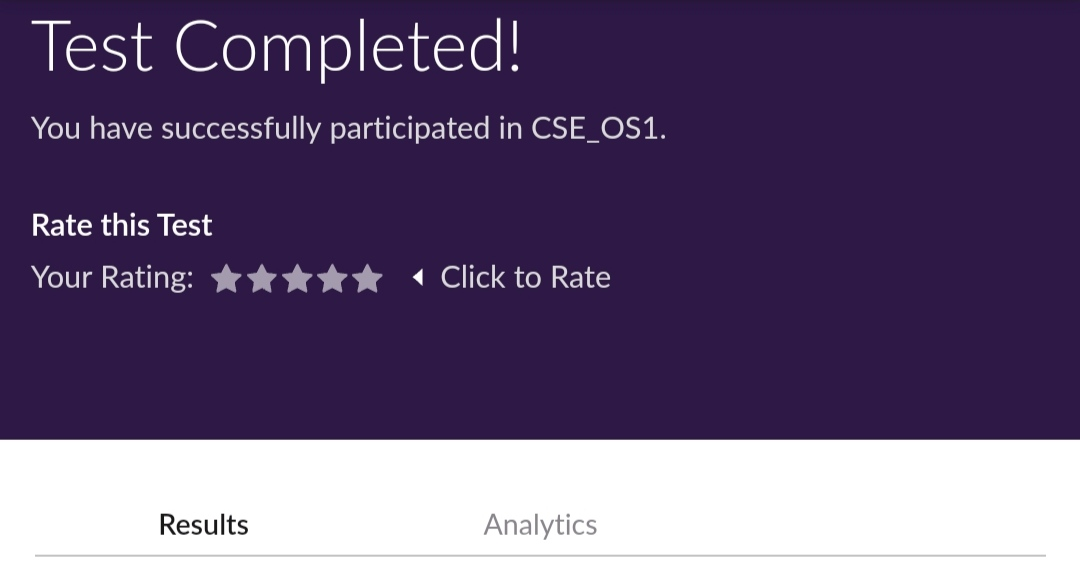 Test Completed!
You have successfully participated in CSE_OS1.
Rate this Test
Your Rating: Click to Rate
Results Analytics